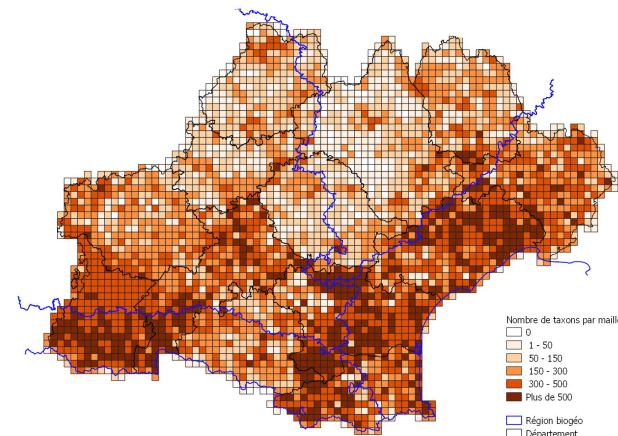 Nombre de taxons par maille
0
1 - 50
50 - 150
150 - 300
300 - 500
Plus de 500
Région biogéo
Département